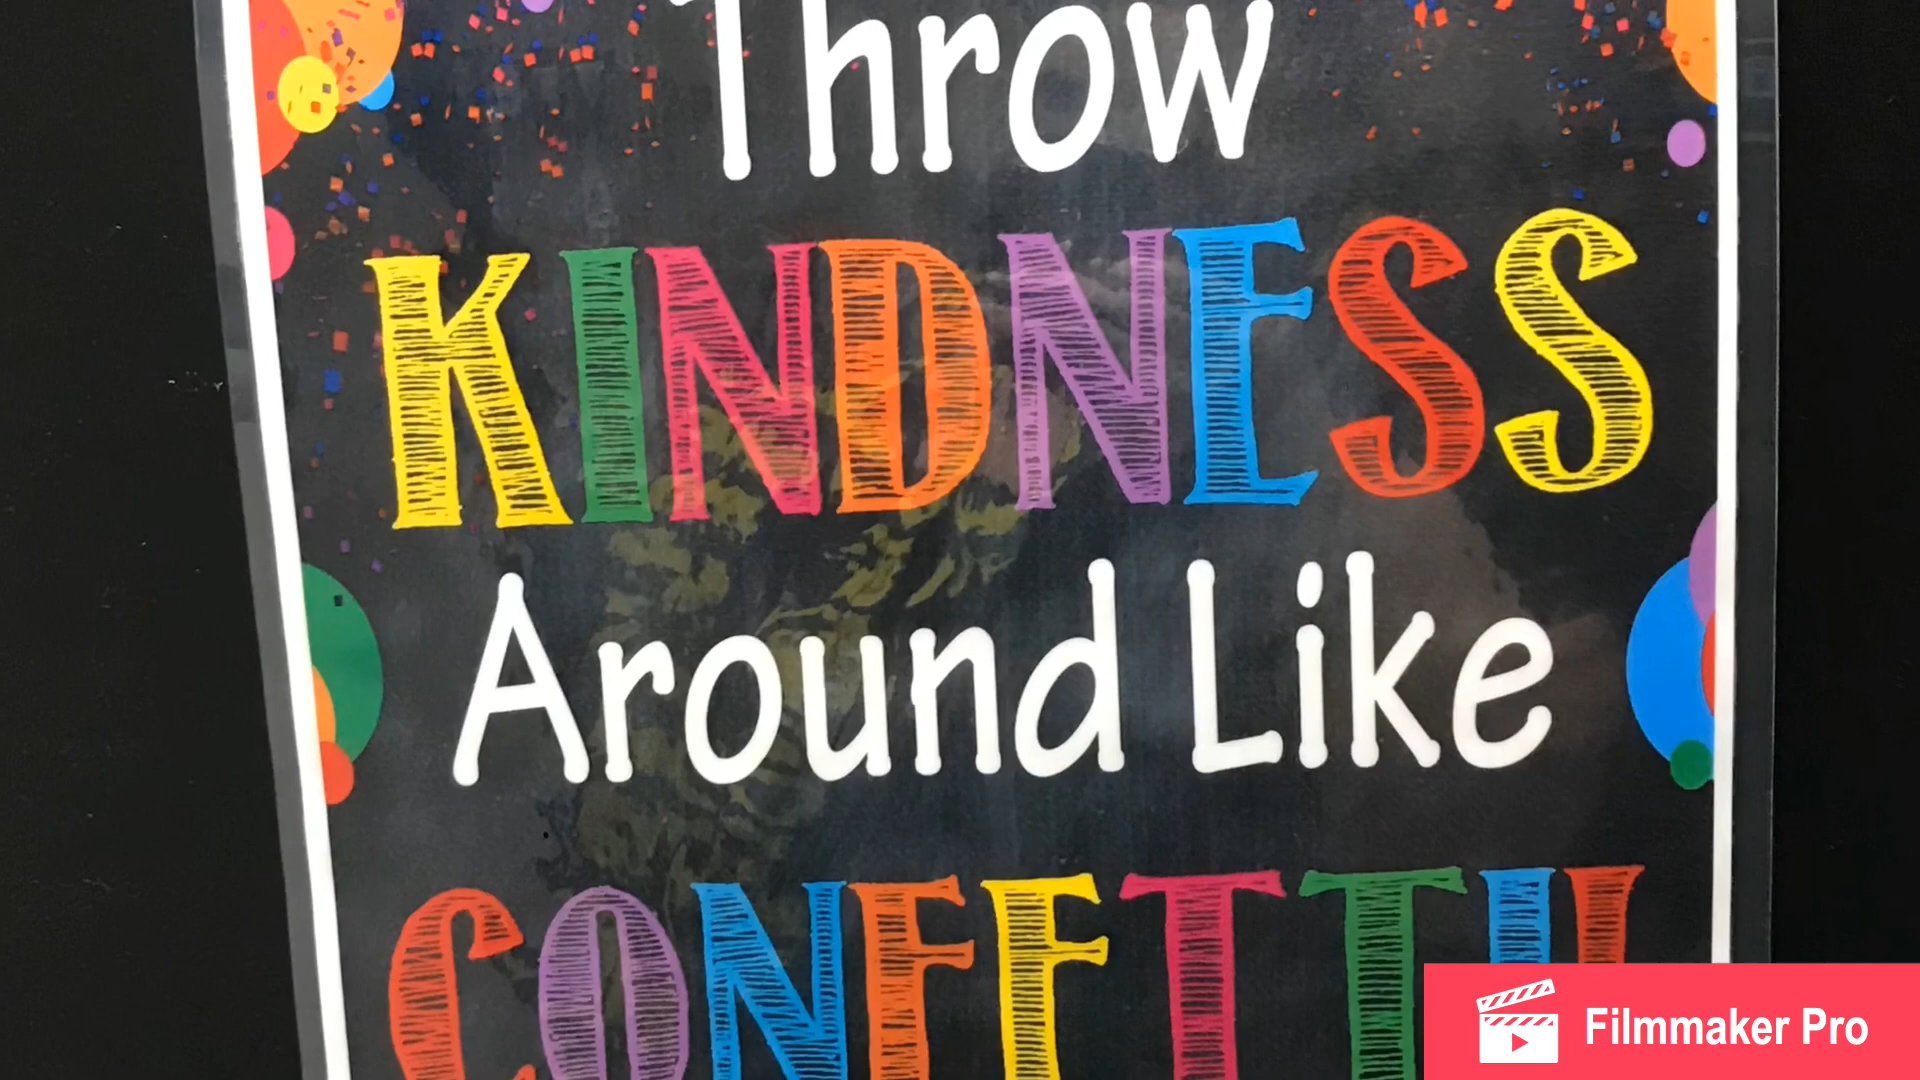 Throw
KINDNESS
Around Like
CONFETTI!
Filmmaker Pro